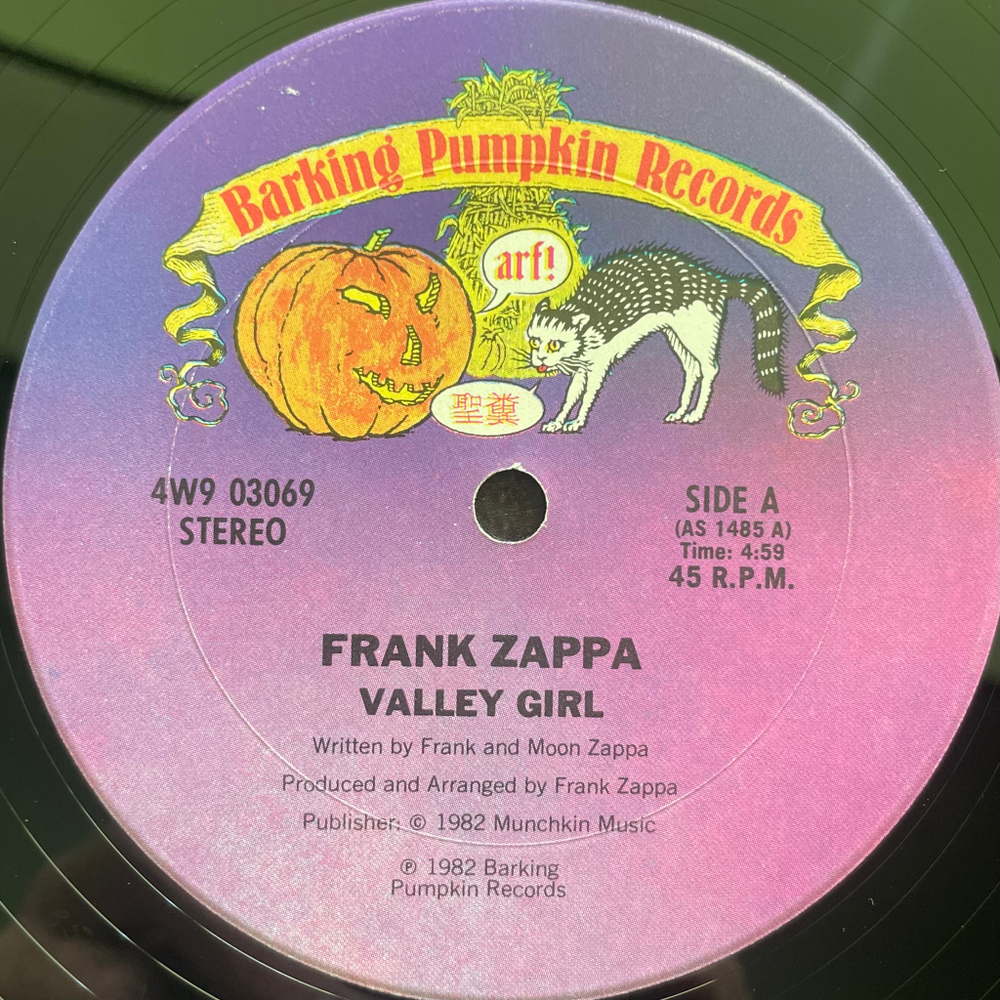 Barking Pumpkin Records
arf!
聖糞
4W9 03069
STEREO
SIDE A
(AS 1485 A)
Time: 4:59
45 R.P.M.
FRANK ZAPPA
VALLEY GIRL
Written by Frank and Moon Zappa
Produced and Arranged by Frank Zappa
Publisher: © 1982 Munchkin Music
℗ 1982 Barking
Pumpkin Records